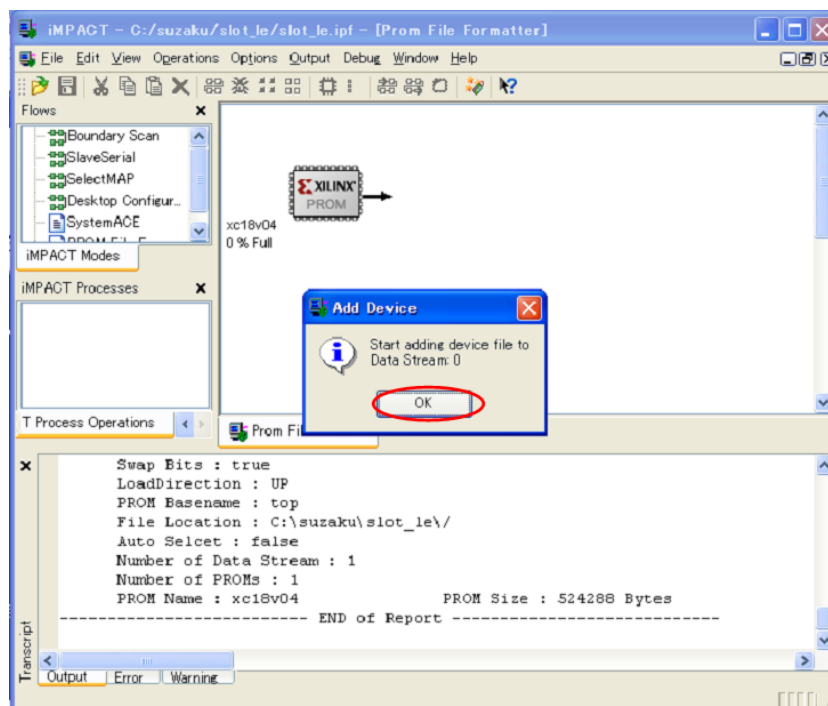 iMPACT - C:/suzaku/slot_le/slot_le.ipf - [Prom File Formatter]
File Edit View Operations Options Output Debug Window Help
Flows
Boundary Scan
SlaveSerial
SelectMAP
Desktop Configur...
SystemACE
iMPACT Modes
iMPACT Processes
T Process Operations
XILINX
PROM
xc18v04
0 % Full
Add Device
Start adding device file to
Data Stream: 0
OK
Prom Fi
Swap Bits : true
LoadDirection : UP
PROM Basename : top
File Location : C:\suzaku\slot_le\/
Auto Selcet : false
Number of Data Stream : 1
Number of PROMs : 1
PROM Name : xc18v04 PROM Size : 524288 Bytes
--------------------------- END of Report ----------------------------
Transcript
Output Error Warning